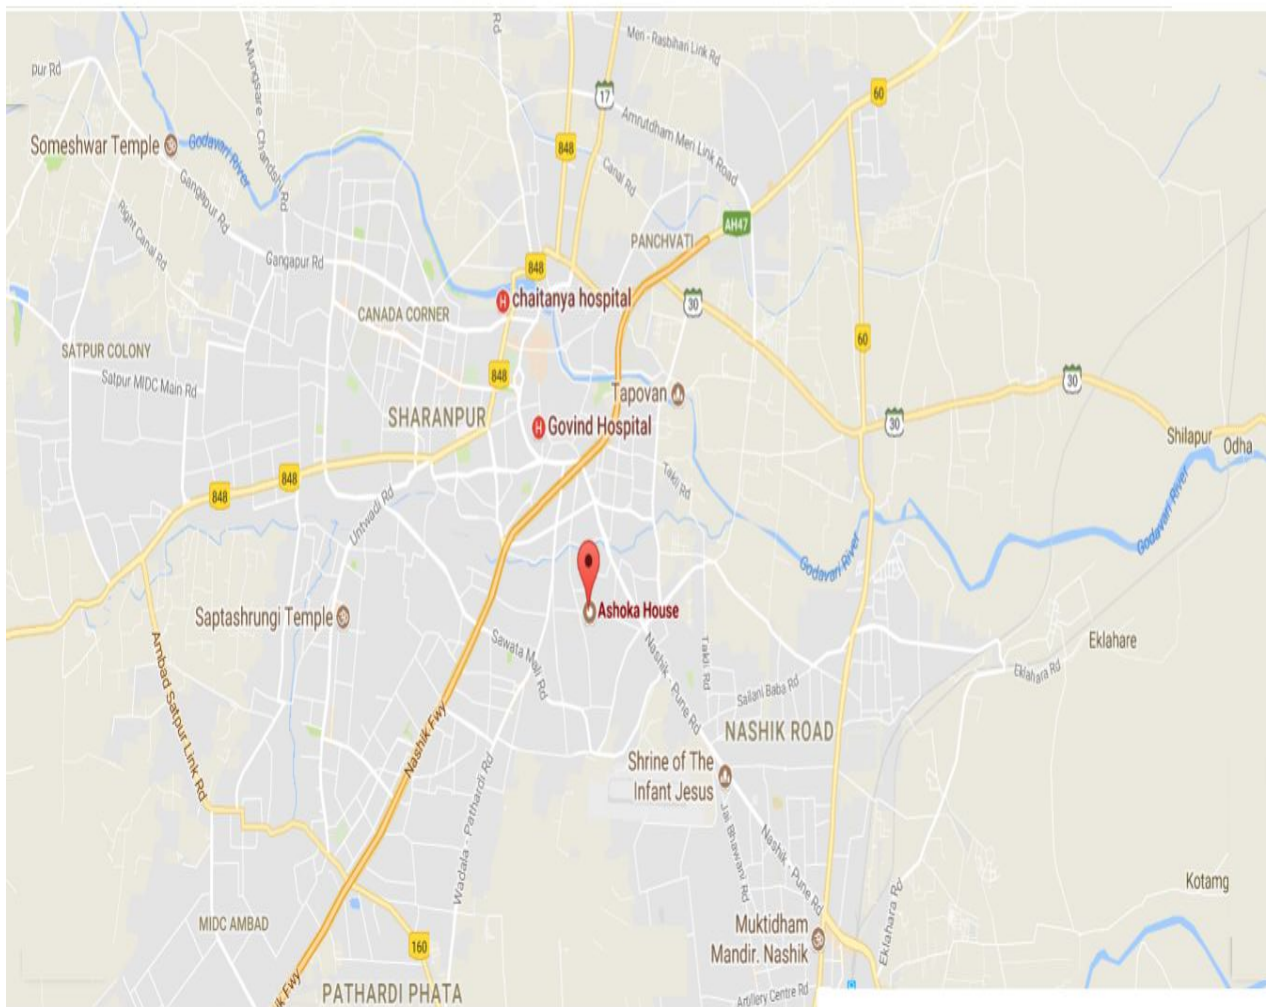 Rd
Meri - Rasbihari Link Rd
pur Rd
Mungsare - Chandshi Rd
17
60
Amrutdham Meri Link Road
Someshwar Temple
Godavari River
848
Canal Rd
Gangapur Rd
Right Canal Rd
AH47
PANCHVATI
Gangapur Rd
848
chaitanya hospital
30
CANADA CORNER
60
SATPUR COLONY
Satpur MIDC Main Rd
848
30
Tapovan
SHARANPUR
Govind Hospital
30
Shilapur
Odha
848
848
Untwadi Rd
Takli Rd
Godavari River
Godavari River
Ashoka House
Saptashrungi Temple
Sawata Mali Rd
Nashik - Pune Rd
Takli Rd
Eklahare
Eklahara Rd
Ambad Satpur Link Rd
Sailani Baba Rd
Nashik Fwy
NASHIK ROAD
Shrine of The
Infant Jesus
Wadala - Pathardi Rd
Jai Bhawani Rd
Nashik - Pune Rd
Kotamg
MIDC AMBAD
160
Muktidham
Mandir. Nashik
Eklahara Rd
PATHARDI PHATA
ik Fwy
Artillery Centre Rd